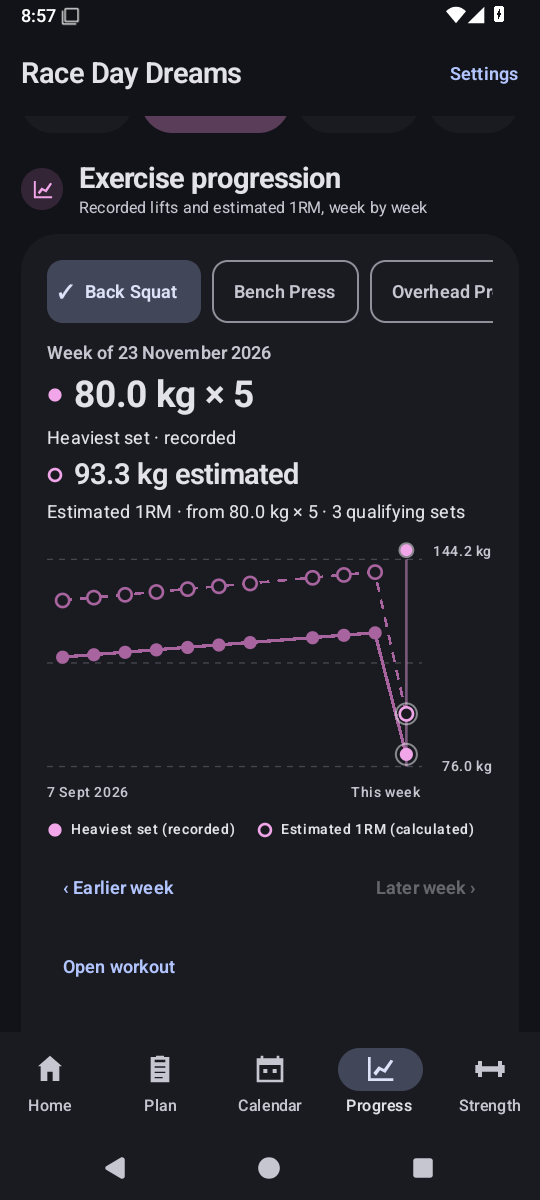 8:57
Race Day Dreams
Settings
Exercise progression
Recorded lifts and estimated 1RM, week by week
✓ Back Squat
Bench Press
Overhead Pr
Week of 23 November 2026
80.0 kg × 5
Heaviest set · recorded
93.3 kg estimated
Estimated 1RM · from 80.0 kg × 5 · 3 qualifying sets
144.2 kg
76.0 kg
7 Sept 2026
This week
Heaviest set (recorded)
Estimated 1RM (calculated)
‹ Earlier week
Later week ›
Open workout
Home
Plan
Calendar
Progress
Strength